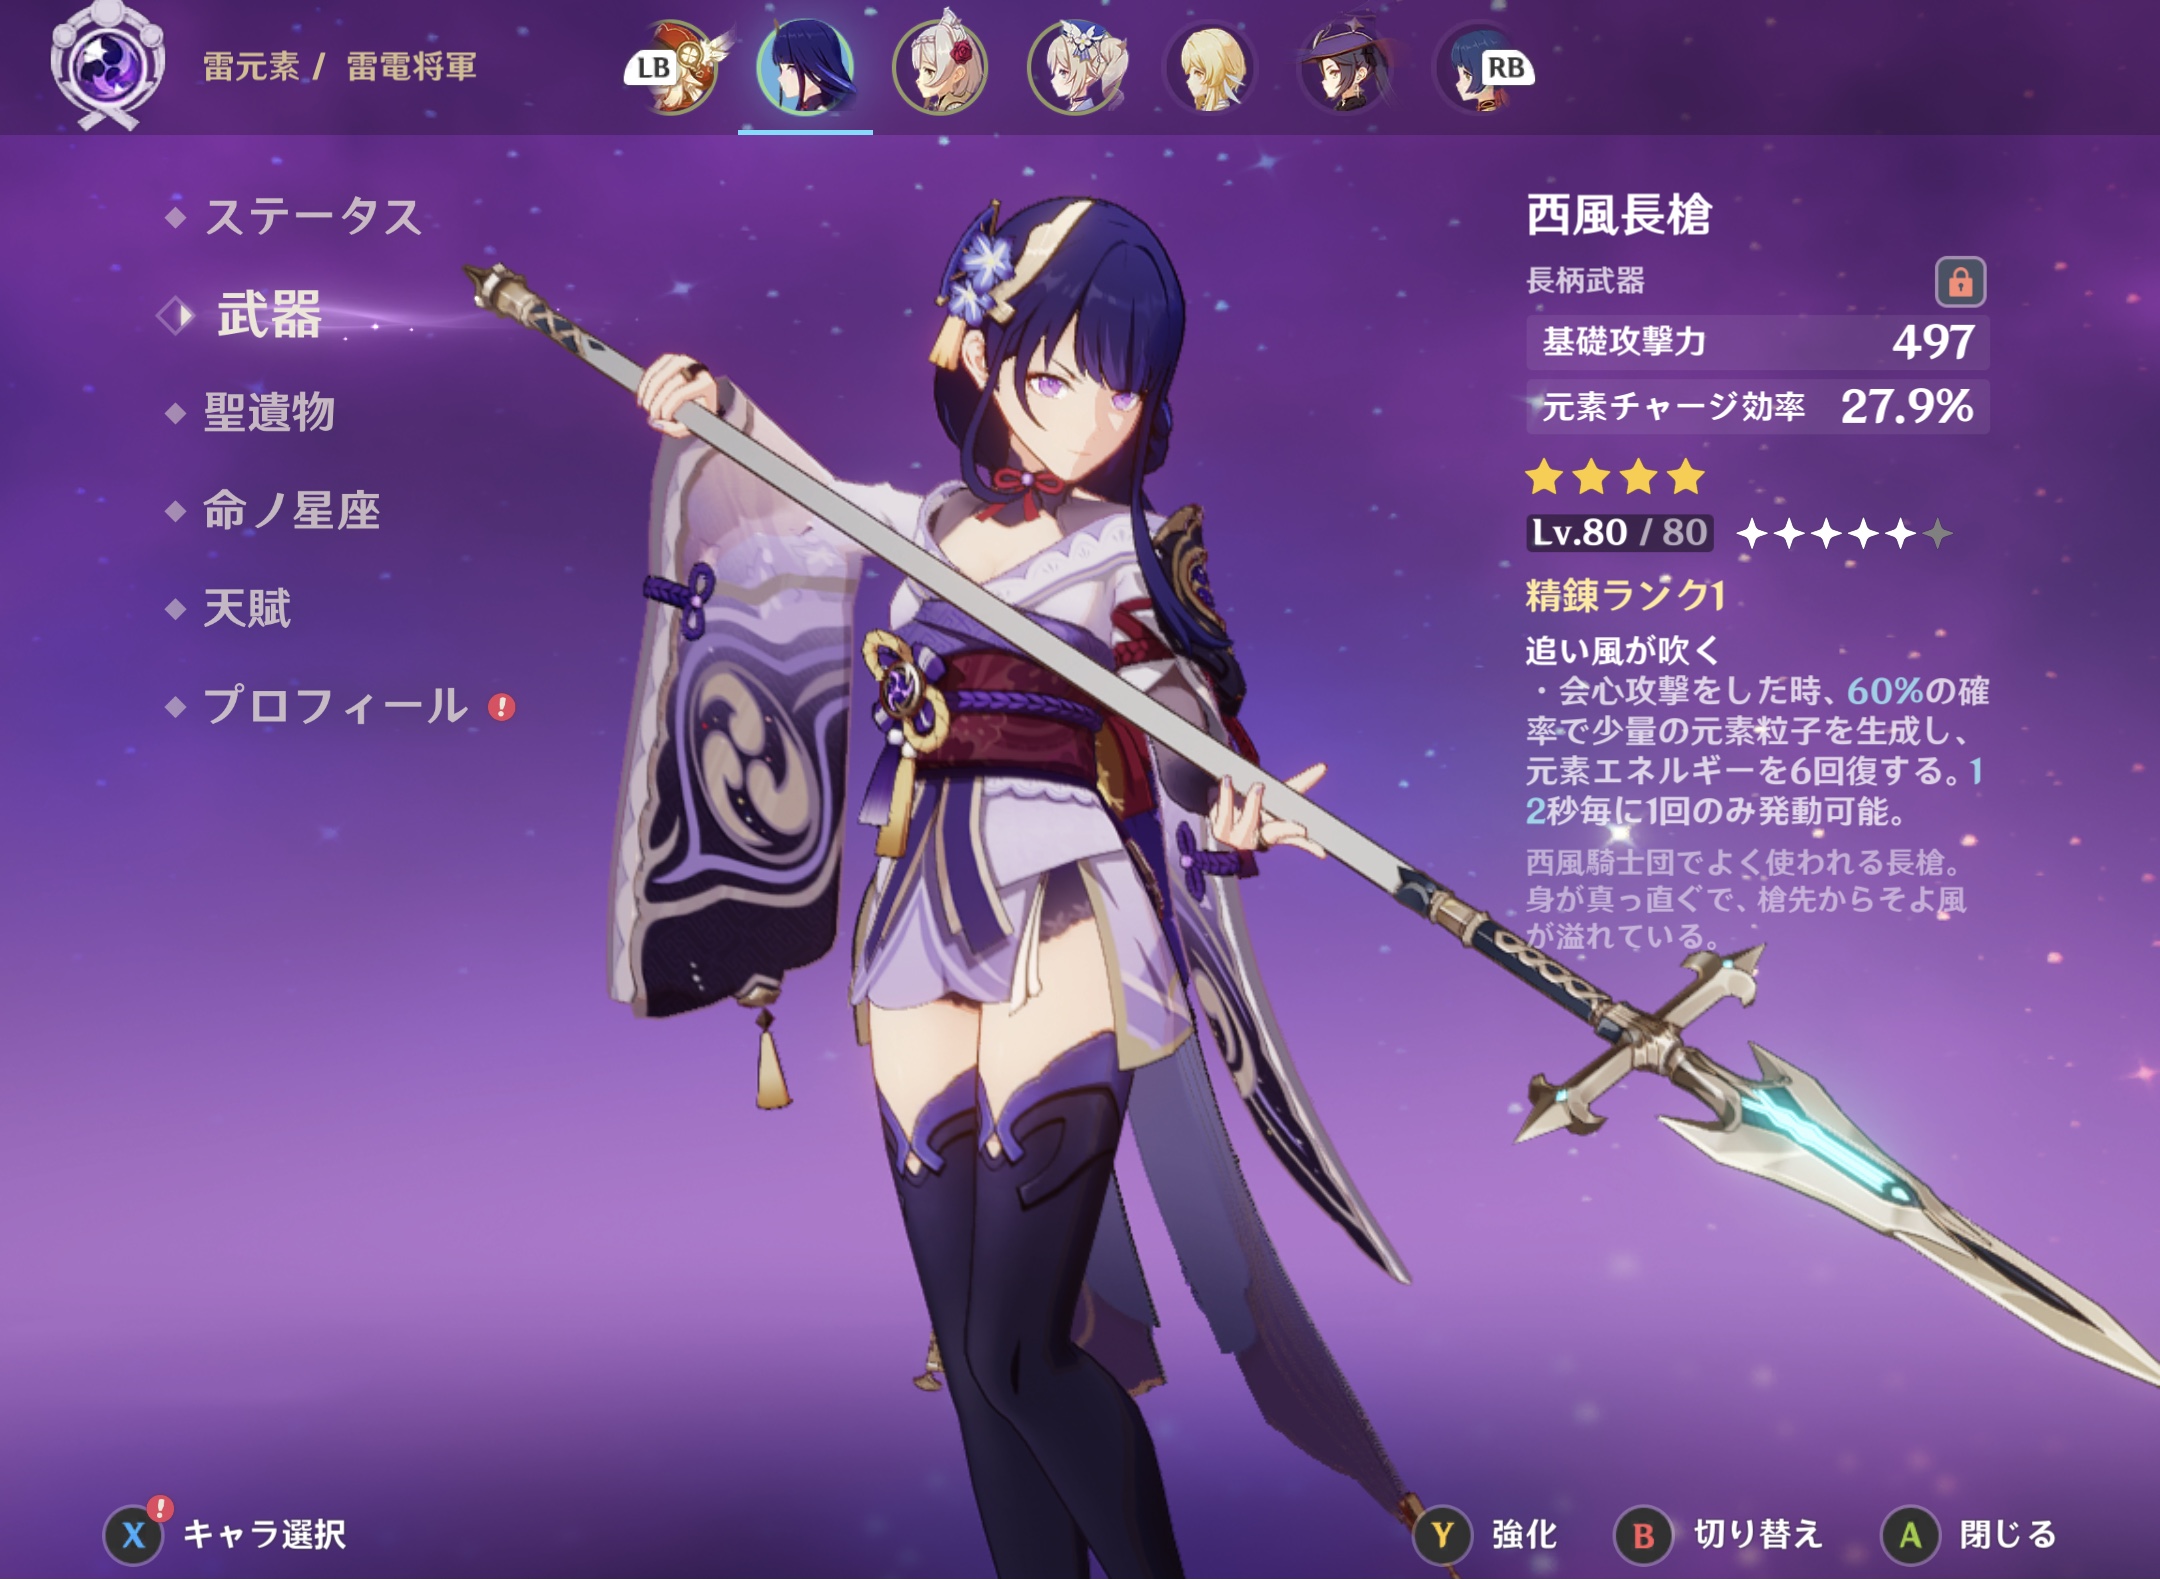 雷元素 / 雷電将軍
LB
RB
ステータス
武器
聖遺物
命ノ星座
天賦
プロフィール
西風長槍
長柄武器
基礎攻撃力 497
元素チャージ効率 27.9%
Lv.80 / 80
精錬ランク1
追い風が吹く
・会心攻撃をした時、60%の確
率で少量の元素粒子を生成し、
元素エネルギーを6回復する。1
2秒毎に1回のみ発動可能。
西風騎士団でよく使われる長槍。
身が真っ直ぐで、槍先からそよ風
が溢れている。
X キャラ選択
Y 強化
B 切り替え
A 閉じる